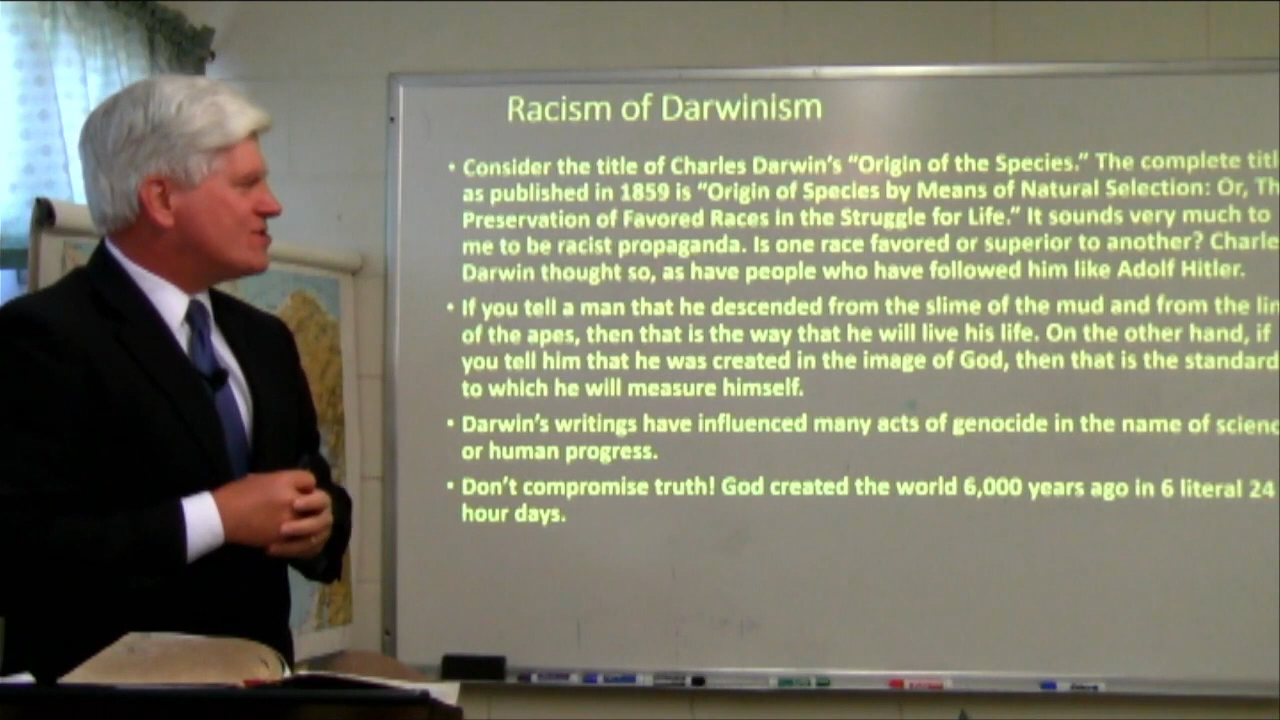 Racism of Darwinism
• Consider the title of Charles Darwin's "Origin of the Species." The complete titl
as published in 1859 is "Origin of Species by Means of Natural Selection: Or, Th
Preservation of Favored Races in the Struggle for Life." It sounds very much to
me to be racist propaganda. Is one race favored or superior to another? Charle
Darwin thought so, as have people who have followed him like Adolf Hitler.
• If you tell a man that he descended from the slime of the mud and from the lin
of the apes, then that is the way that he will live his life. On the other hand, if
you tell him that he was created in the image of God, then that is the standard
to which he will measure himself.
• Darwin's writings have influenced many acts of genocide in the name of scienc
or human progress.
• Don't compromise truth! God created the world 6,000 years ago in 6 literal 24
hour days.